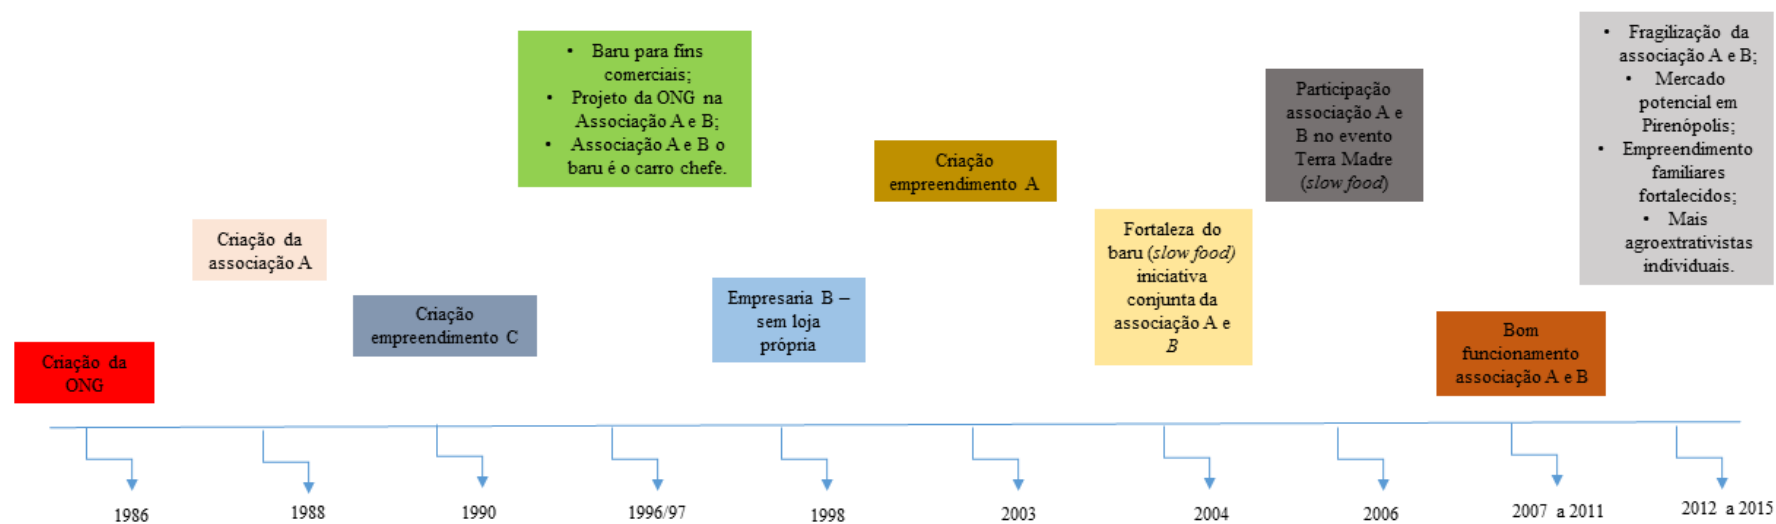 Criação da
ONG
Criação da
associação A
Criação
empreendimento C
• Baru para fins
comerciais;
• Projeto da ONG na
Associação A e B;
• Associação A e B o
baru é o carro chefe.
Empresaria B –
sem loja
própria
Criação
empreendimento A
Fortaleza do
baru (slow food)
iniciativa
conjunta da
associação A e
B
Participação
associação A e
B no evento
Terra Madre
(slow food)
Bom
funcionamento
associação A e B
• Fragilização da
associação A e B;
• Mercado
potencial em
Pirenópolis;
• Empreendimento
familiares
fortalecidos;
• Mais
agroextrativistas
individuais.
1986
1988
1990
1996/97
1998
2003
2004
2006
2007 a 2011
2012 a 2015